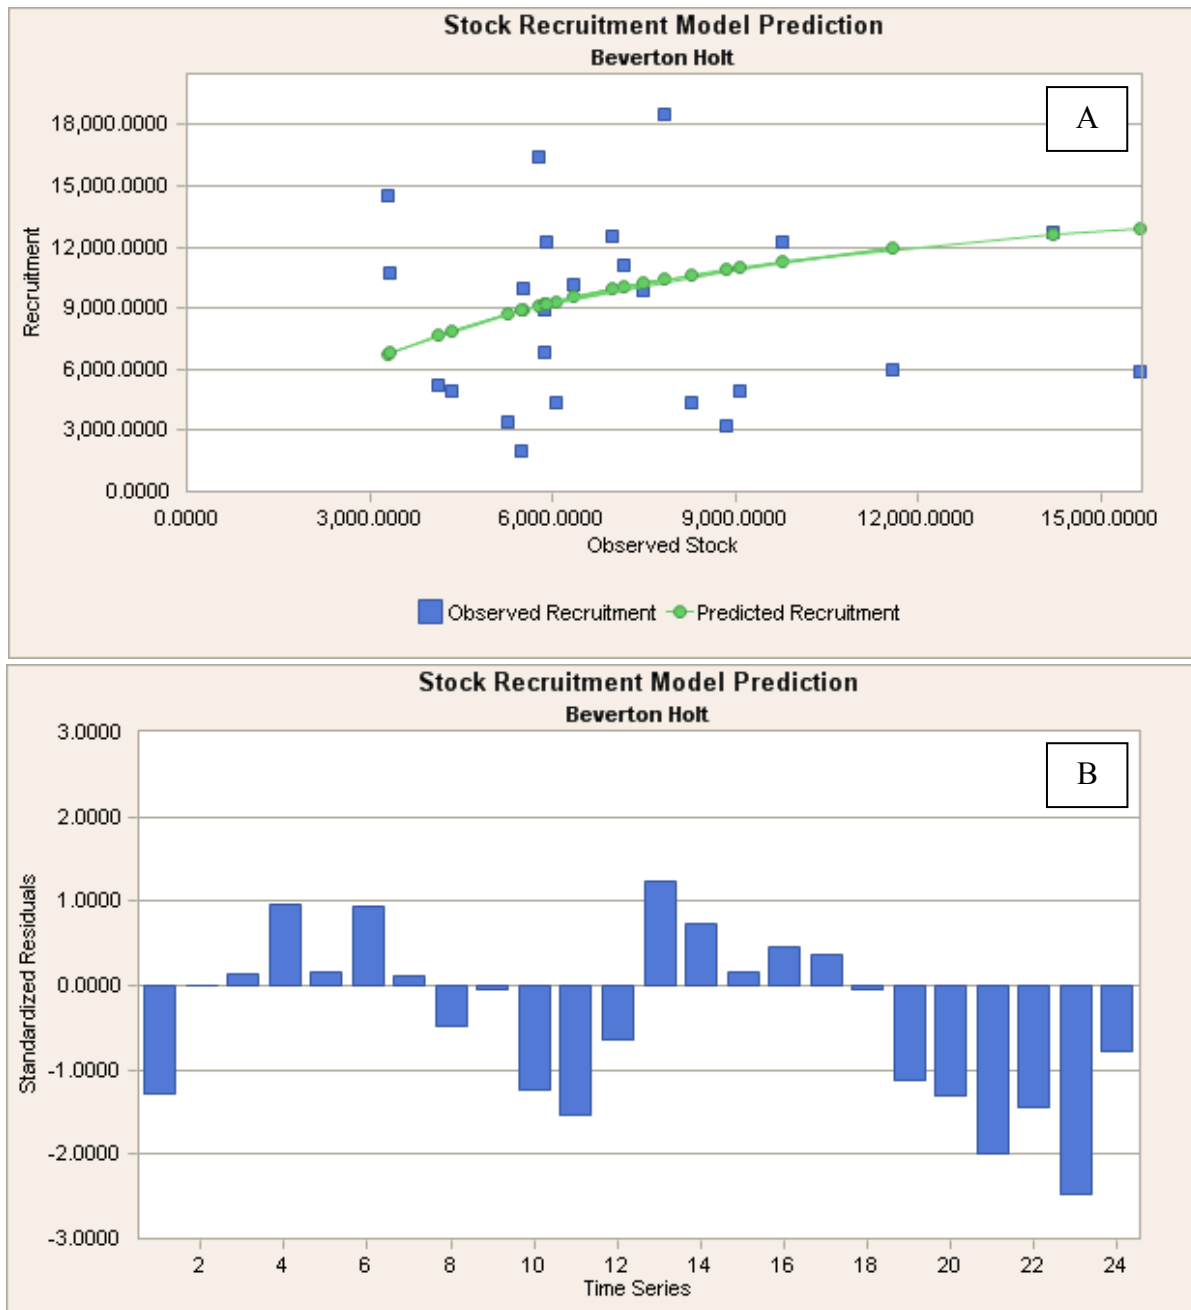 Stock Recruitment Model Prediction
Beverton Holt
A
18,000.0000
15,000.0000
12,000.0000
9,000.0000
6,000.0000
3,000.0000
0.0000
Recruitment
0.0000 3,000.0000 6,000.0000 9,000.0000 12,000.0000 15,000.0000
Observed Stock
Observed Recruitment Predicted Recruitment
Stock Recruitment Model Prediction
Beverton Holt
B
3.0000
2.0000
1.0000
0.0000
-1.0000
-2.0000
-3.0000
Standardized Residuals
2 4 6 8 10 12 14 16 18 20 22 24
Time Series